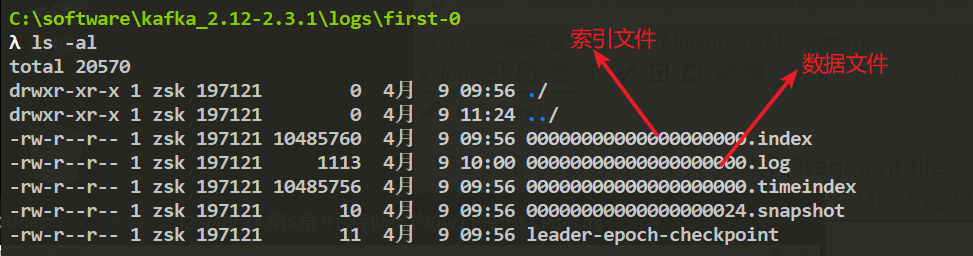 C:\software\kafka_2.12-2.3.1\logs\first-0
λ ls -al
索引文件
数据文件
total 20570
drwxr-xr-x 1 zsk 197121 0 4月 9 09:56 ./
drwxr-xr-x 1 zsk 197121 0 4月 9 11:24 ../
-rw-r--r-- 1 zsk 197121 10485760 4月 9 09:56 00000000000000000000.index
-rw-r--r-- 1 zsk 197121 1113 4月 9 10:00 00000000000000000000.log
-rw-r--r-- 1 zsk 197121 10485756 4月 9 09:56 00000000000000000000.timeindex
-rw-r--r-- 1 zsk 197121 10 4月 9 09:56 00000000000000000024.snapshot
-rw-r--r-- 1 zsk 197121 11 4月 9 09:56 leader-epoch-checkpoint